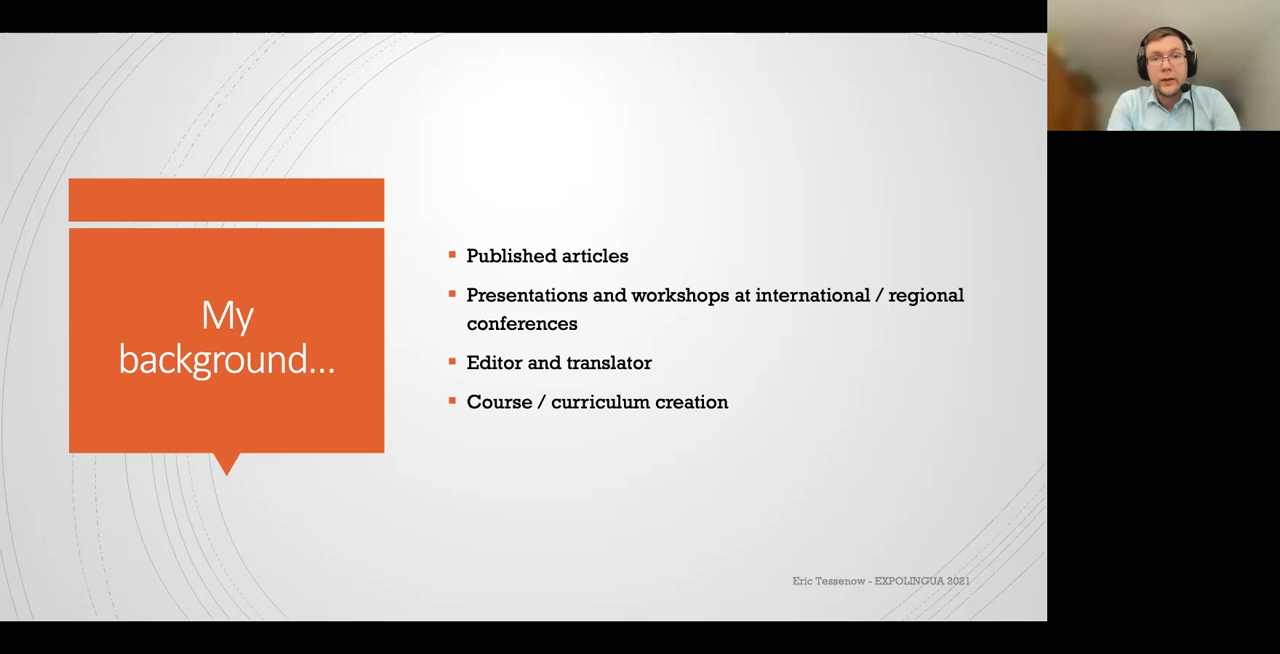 My
background...
Published articles
Presentations and workshops at international / regional
conferences
Editor and translator
Course / curriculum creation
Eric Tessenow - EXPOLINGUA 2021